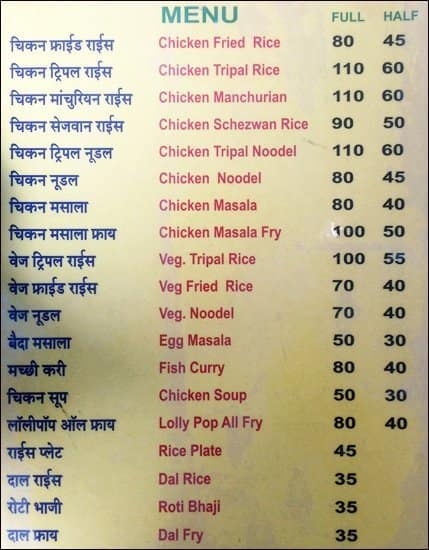 MENU FULL HALF
चिकन फ्राईड राईस Chicken Fried Rice 80 45
चिकन ट्रिपल राईस Chicken Tripal Rice 110 60
चिकन मांचुरियन राईस Chicken Manchurian 110 60
चिकन सेजवान राईस Chicken Schezwan Rice 90 50
चिकन ट्रिपल नूडल Chicken Tripal Noodel 110 60
चिकन नूडल Chicken Noodel 80 45
चिकन मसाला Chicken Masala 80 40
चिकन मसाला फ्राय Chicken Masala Fry 100 50
वेज ट्रिपल राईस Veg. Tripal Rice 100 55
वेज फ्राईड राईस Veg Fried Rice 70 40
वेज नूडल Veg. Noodel 70 40
बैदा मसाला Egg Masala 50 30
मच्छी करी Fish Curry 80 40
चिकन सूप Chicken Soup 50 30
लॉलीपॉप ऑल फ्राय Lolly Pop All Fry 80 40
राईस प्लेट Rice Plate 45
दाल राईस Dal Rice 35
रोटी भाजी Roti Bhaji 35
दाल फ्राय Dal Fry 35